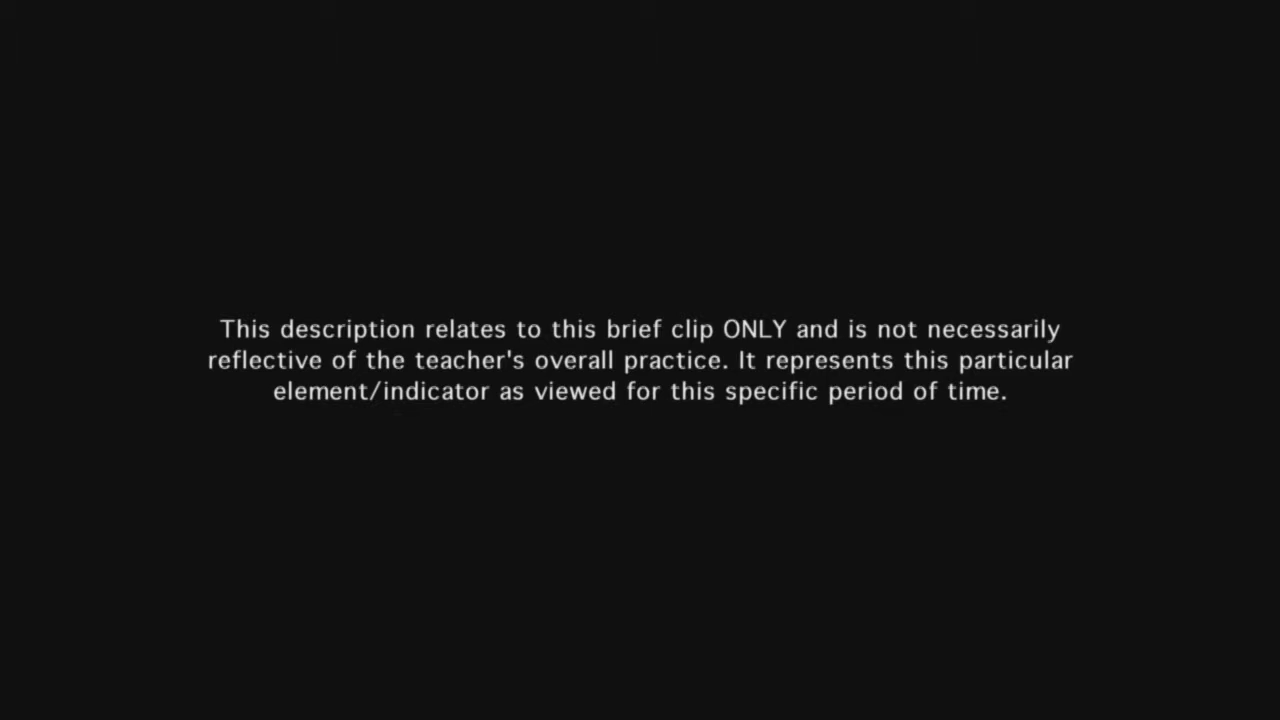 This description relates to this brief clip ONLY and is not necessarily
reflective of the teacher's overall practice. It represents this particular
element/indicator as viewed for this specific period of time.